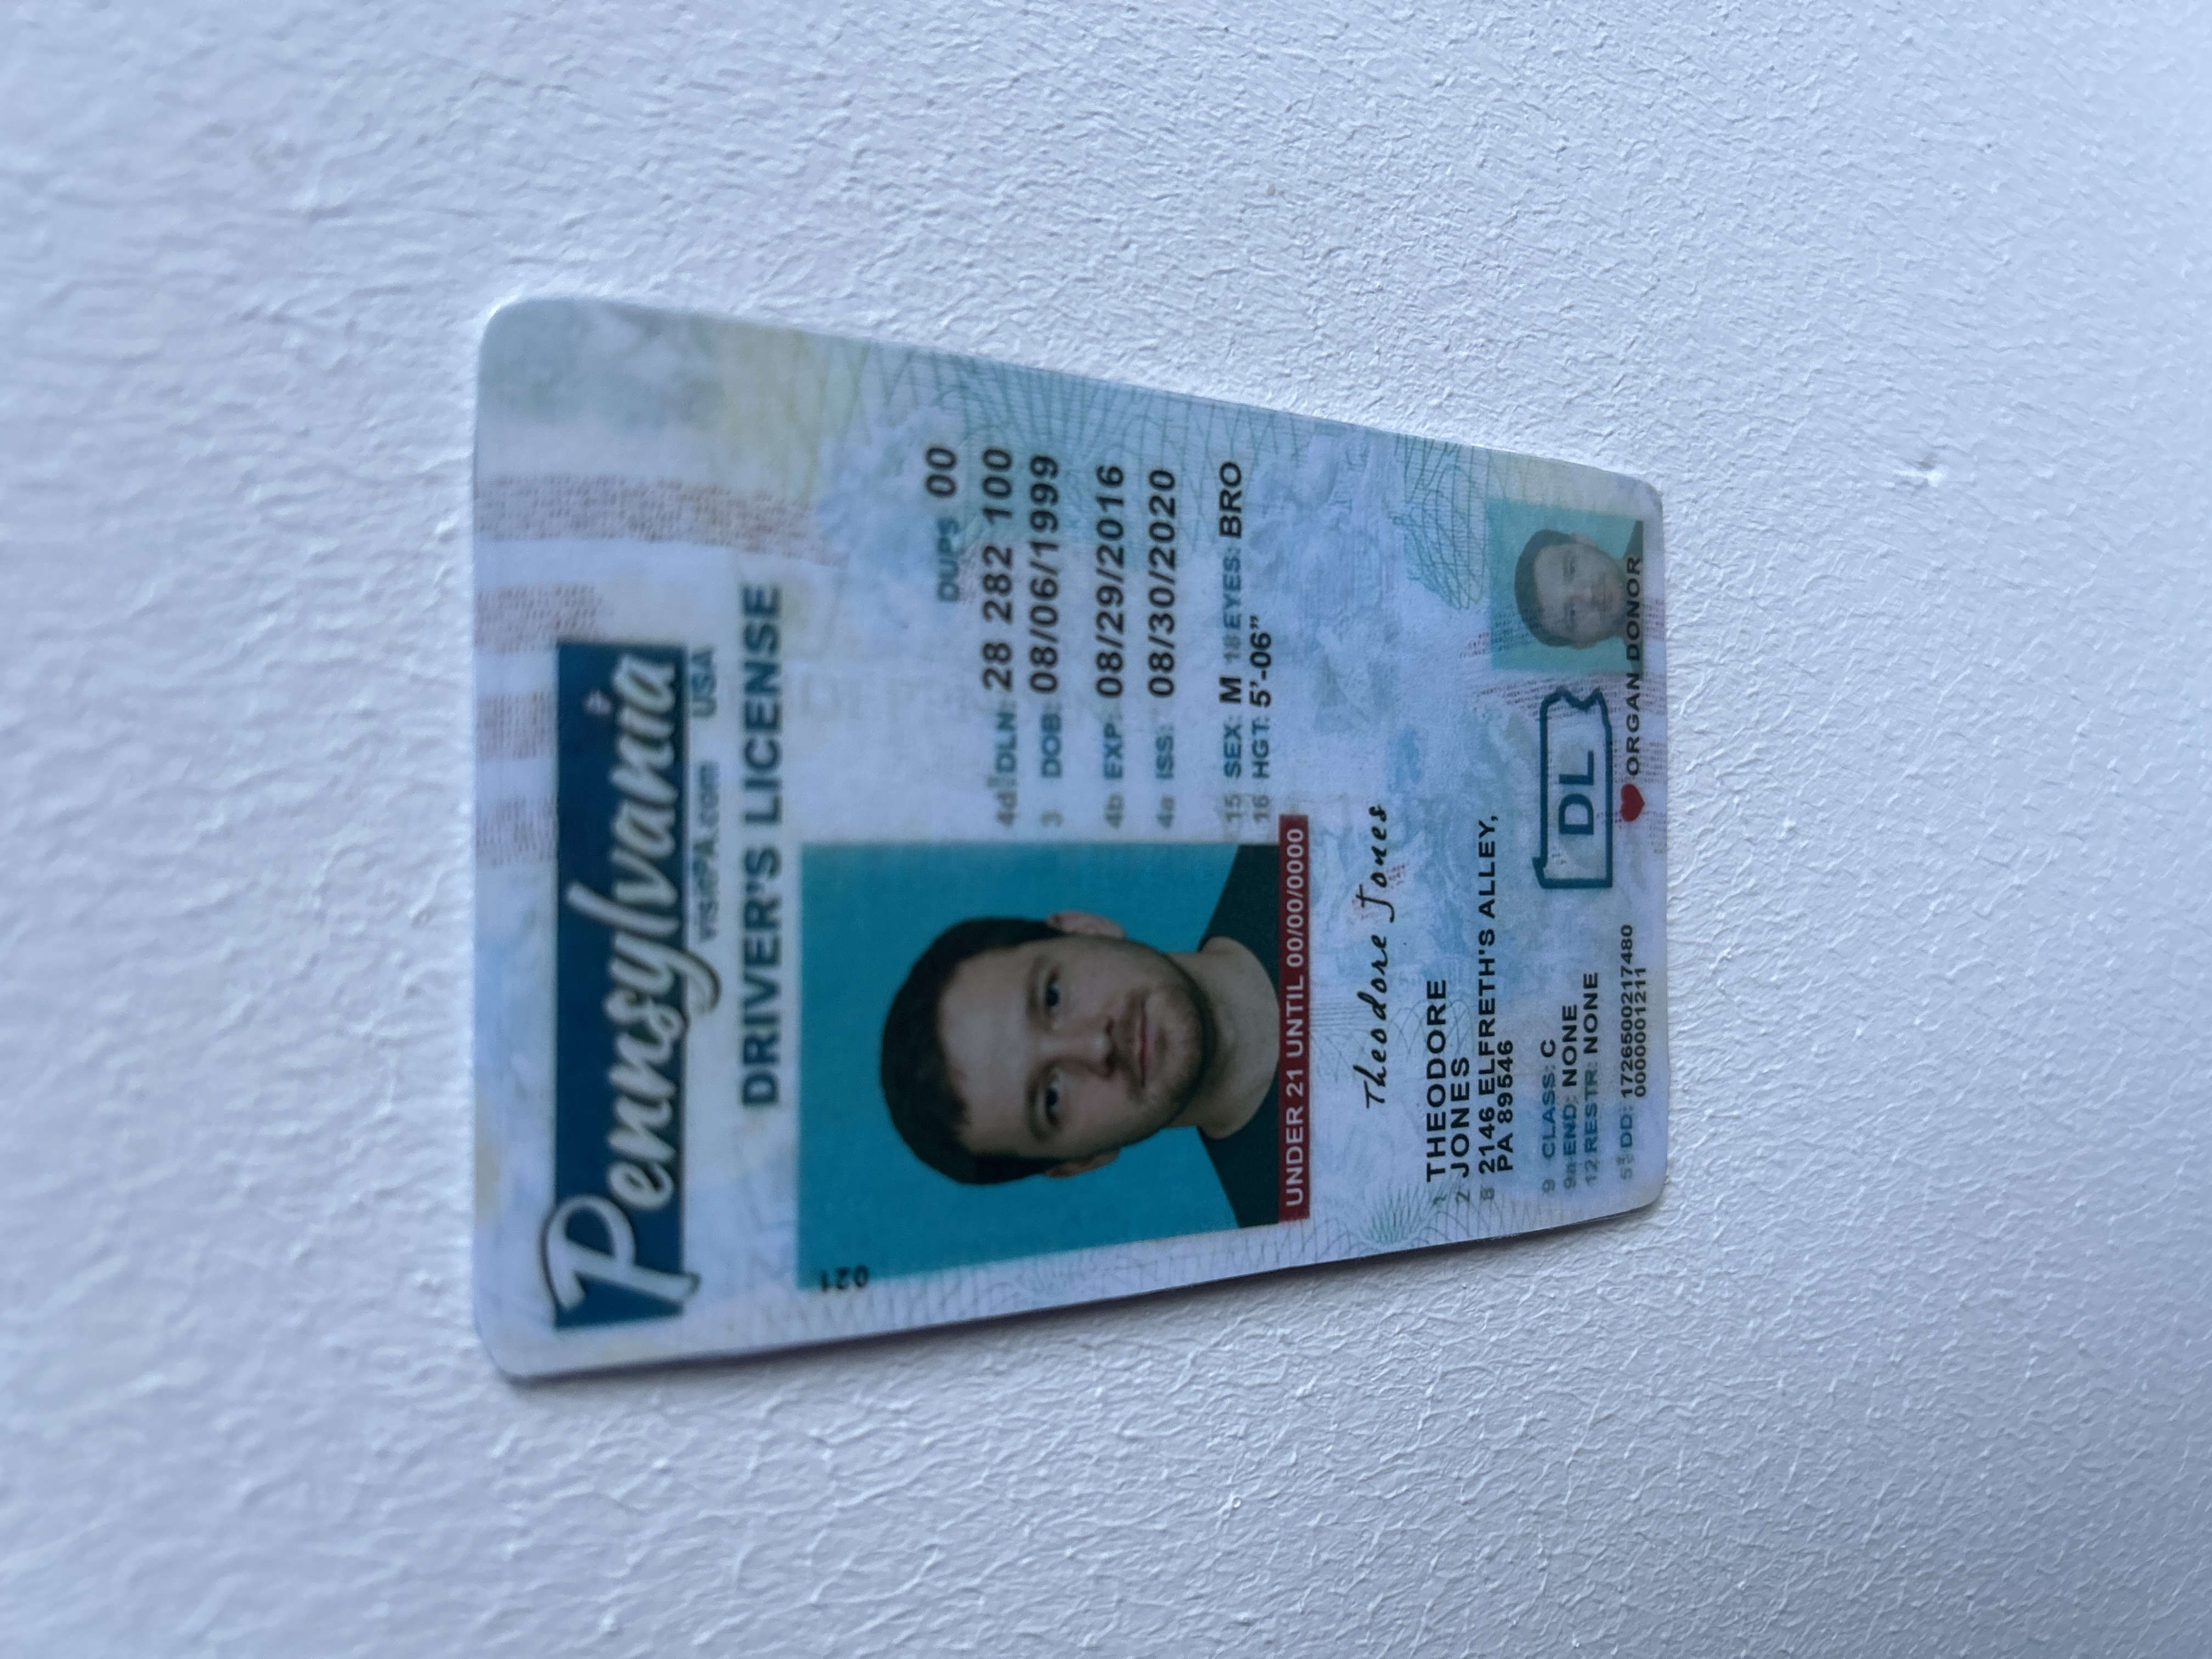 Pennsylvania
visitPA.com USA
DRIVER'S LICENSE
021
DUPS 00
4d DLN: 28 282 100
3 DOB: 08/06/1999
4b EXP: 08/29/2016
4a ISS: 08/30/2020
15 SEX: M 18 EYES: BRO
16 HGT: 5'-06"
UNDER 21 UNTIL 00/00/0000
Theodore Jones
1 THEODORE
2 JONES
8 2146 ELFRETH'S ALLEY,
PA 89546
9 CLASS: C
9a END: NONE
12 RESTR: NONE
5 DD: 1726500217480
0000001211
DL
ORGAN DONOR